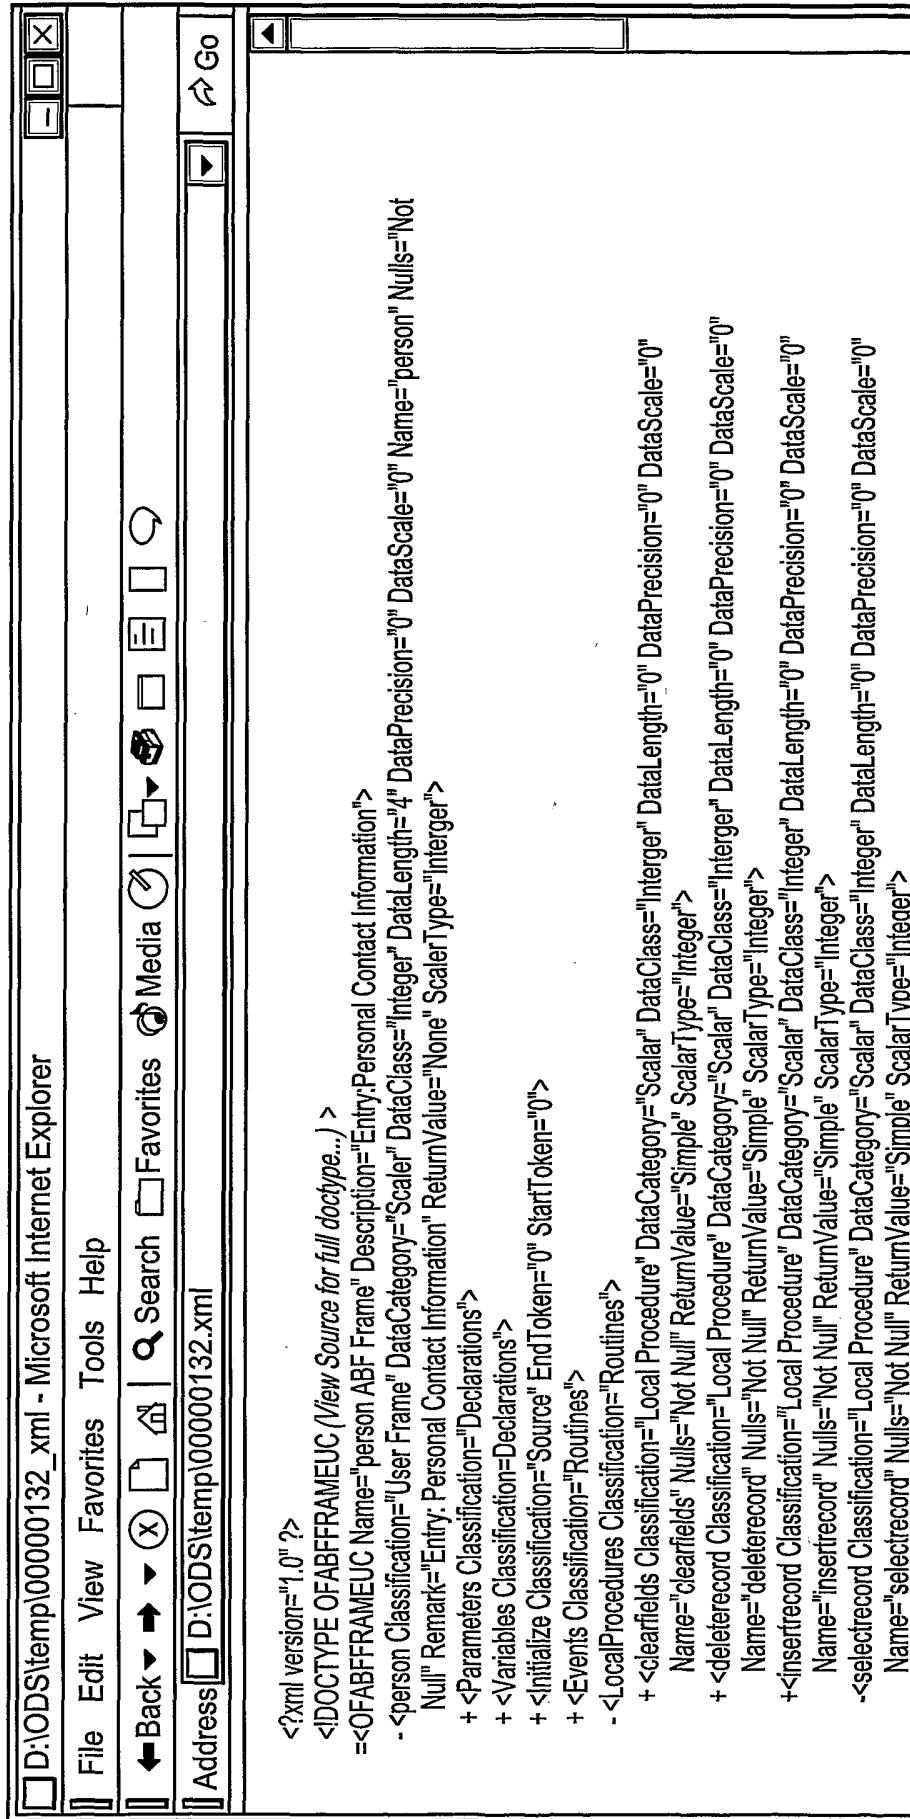 D:\ODS\temp\00000132_xml - Microsoft Internet Explorer
File Edit View Favorites Tools Help
Back Search Favorites Media
Address D:\ODS\temp\00000132.xml Go
<?xml version="1.0" ?>
<!DOCTYPE OFABFFRAMEUC (View Source for full doctype...) >
=<OFABFFRAMEUC Name="person ABF Frame" Description="Entry:Personal Contact Information">
- <person Classification="User Frame" DataCategory="Scaler" DataClass="Integer" DataLength="4" DataPrecision="0" DataScale="0" Name="person" Nulls="Not
Null" Remark="Entry: Personal Contact Information" ReturnValue="None" ScalerType="Interger">
+ <Parameters Classification="Declarations">
+ <Variables Classification=Declarations">
+ <Initialize Classification="Source" EndToken="0" StartToken="0">
+ <Events Classification="Routines">
- <LocalProcedures Classification="Routines">
+ <clearfields Classification="Local Procedure" DataCategory="Scalar" DataClass="Interger" DataLength="0" DataPrecision="0" DataScale="0"
Name="clearfields" Nulls="Not Null" ReturnValue="Simple" ScalarType="Integer">
+ <deleterecord Classification="Local Procedure" DataCategory="Scalar" DataClass="Interger" DataLength="0" DataPrecision="0" DataScale="0"
Name="deleterecord" Nulls="Not Null" ReturnValue="Simple" ScalarType="Integer">
+<insertrecord Classification="Local Procedure" DataCategory="Scalar" DataClass="Integer" DataLength="0" DataPrecision="0" DataScale="0"
Name="insertrecord" Nulls="Not Null" ReturnValue="Simple" ScalarType="Integer">
-<selectrecord Classification="Local Procedure" DataCategory="Scalar" DataClass="Integer" DataLength="0" DataPrecision="0" DataScale="0"
Name="selectrecord" Nulls="Not Null" ReturnValue="Simple" ScalarType="Integer">